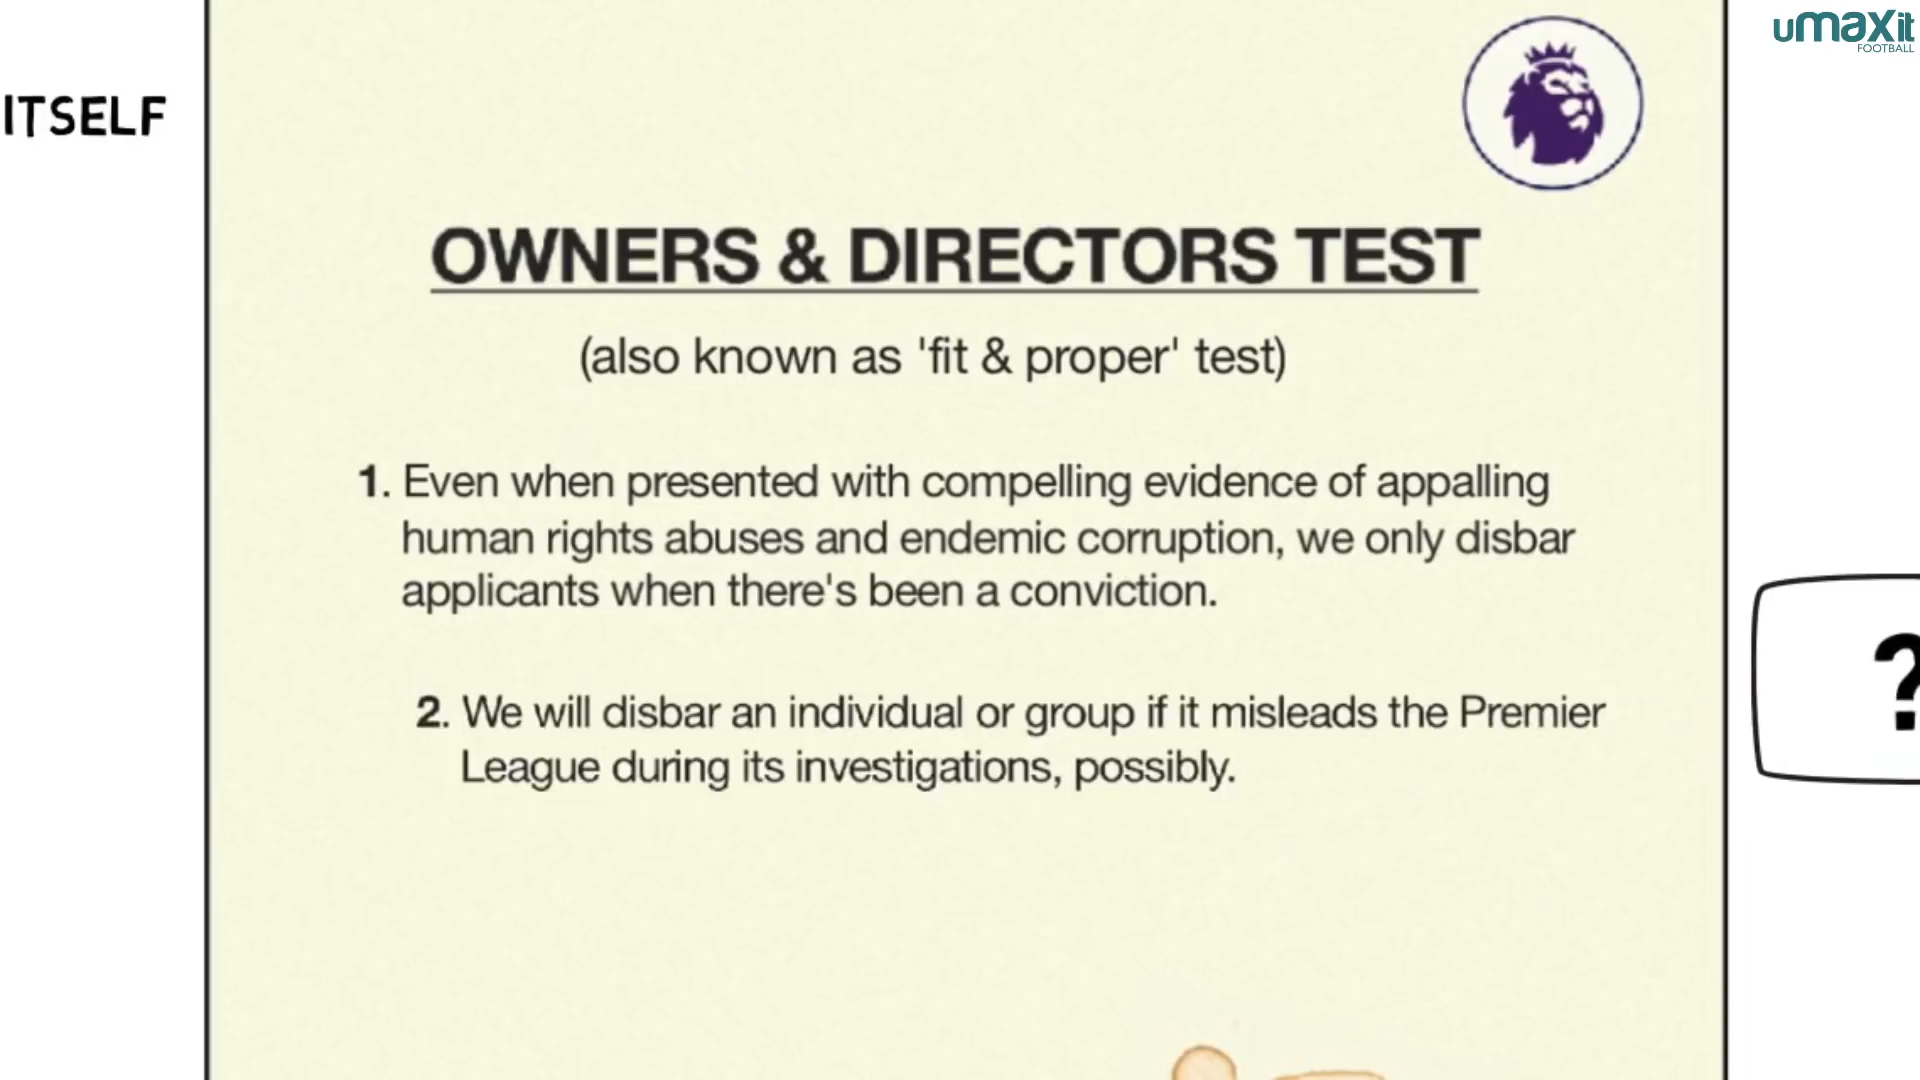 umaxit
FOOTBALL
ITSELF
OWNERS & DIRECTORS TEST
(also known as 'fit & proper' test)
1. Even when presented with compelling evidence of appalling
human rights abuses and endemic corruption, we only disbar
applicants when there's been a conviction.
2. We will disbar an individual or group if it misleads the Premier
League during its investigations, possibly.
?